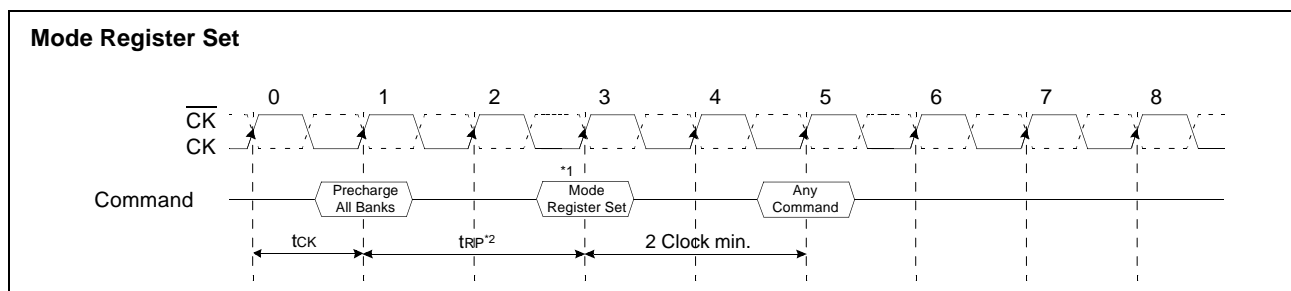 Mode Register Set
0 1 2 3 4 5 6 7 8
CK
CK
*1
Command
Precharge
All Banks
Mode
Register Set
Any
Command
tCK
tRP*2
2 Clock min.